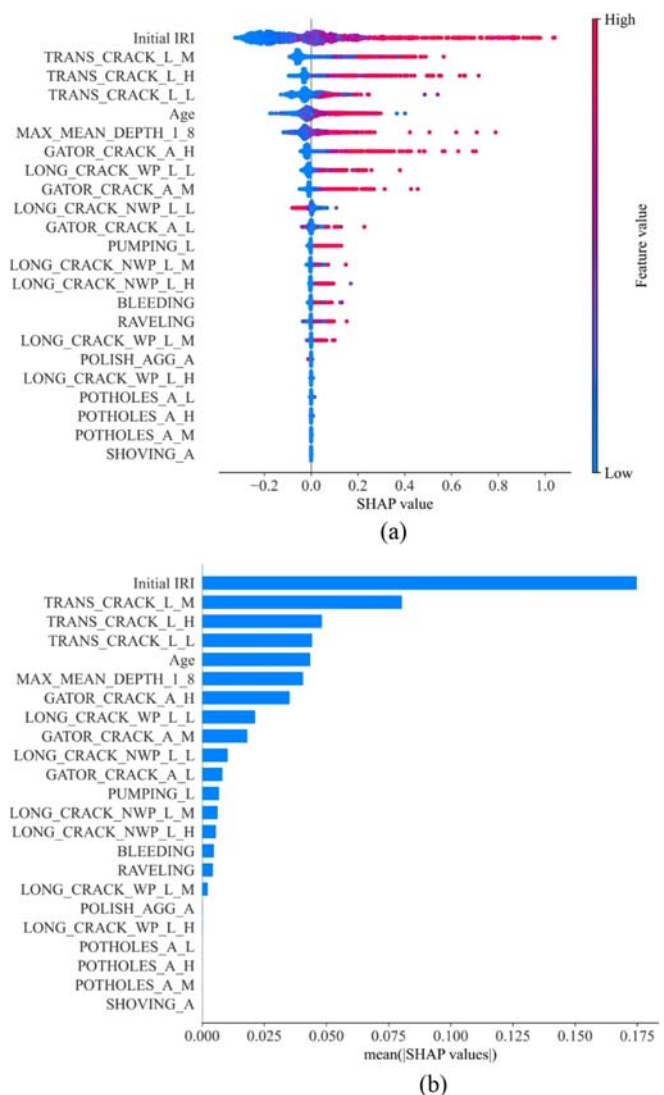 Initial IRI
TRANS_CRACK_L_M
TRANS_CRACK_L_H
TRANS_CRACK_L_L
Age
MAX_MEAN_DEPTH_1_8
GATOR_CRACK_A_H
LONG_CRACK_WP_L_L
GATOR_CRACK_A_M
LONG_CRACK_NWP_L_L
GATOR_CRACK_A_L
PUMPING_L
LONG_CRACK_NWP_L_M
LONG_CRACK_NWP_L_H
BLEEDING
RAVELING
LONG_CRACK_WP_L_M
POLISH_AGG_A
LONG_CRACK_WP_L_H
POTHOLES_A_L
POTHOLES_A_H
POTHOLES_A_M
SHOVING_A
−0.2 0.0 0.2 0.4 0.6 0.8 1.0
SHAP value
High
Feature value
Low
(a)
Initial IRI
TRANS_CRACK_L_M
TRANS_CRACK_L_H
TRANS_CRACK_L_L
Age
MAX_MEAN_DEPTH_1_8
GATOR_CRACK_A_H
LONG_CRACK_WP_L_L
GATOR_CRACK_A_M
LONG_CRACK_NWP_L_L
GATOR_CRACK_A_L
PUMPING_L
LONG_CRACK_NWP_L_M
LONG_CRACK_NWP_L_H
BLEEDING
RAVELING
LONG_CRACK_WP_L_M
POLISH_AGG_A
LONG_CRACK_WP_L_H
POTHOLES_A_L
POTHOLES_A_H
POTHOLES_A_M
SHOVING_A
0.000 0.025 0.050 0.075 0.100 0.125 0.150 0.175
mean(|SHAP values|)
(b)